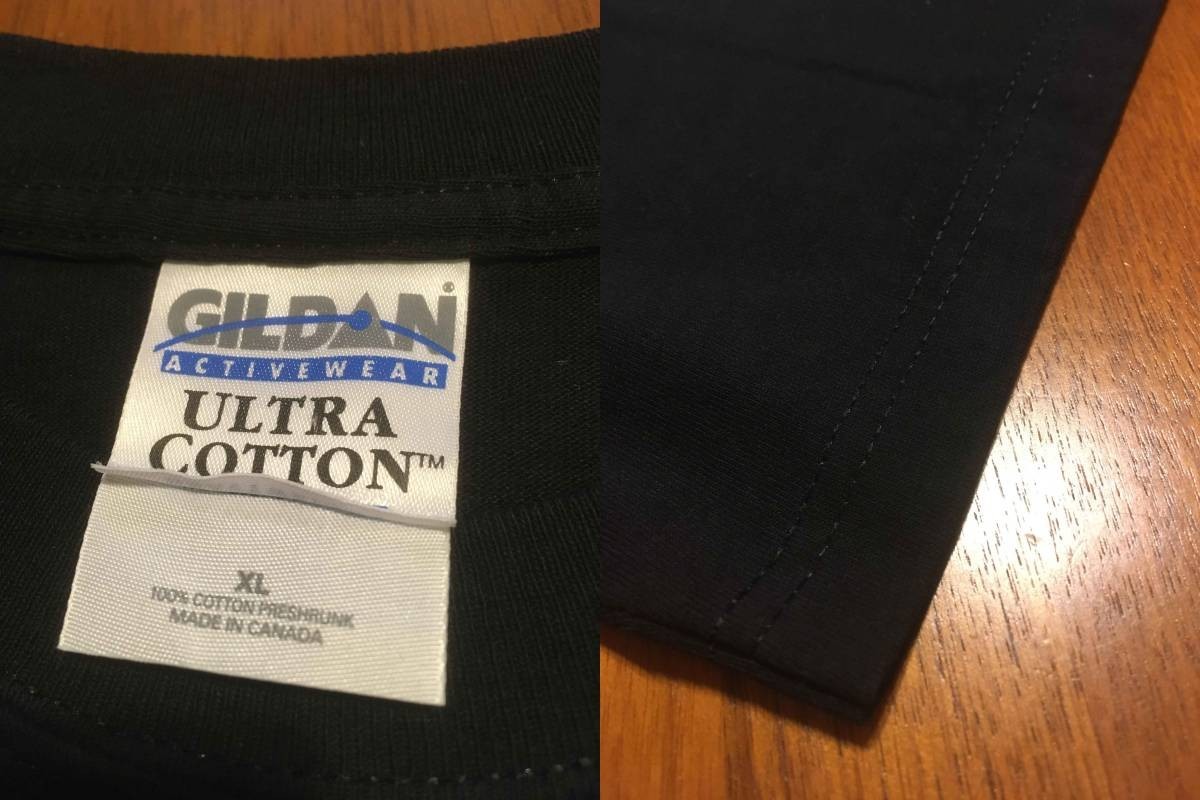 GILDAN®
ACTIVEWEAR
ULTRA
COTTON™
XL
100% COTTON PRESHRUNK
MADE IN CANADA